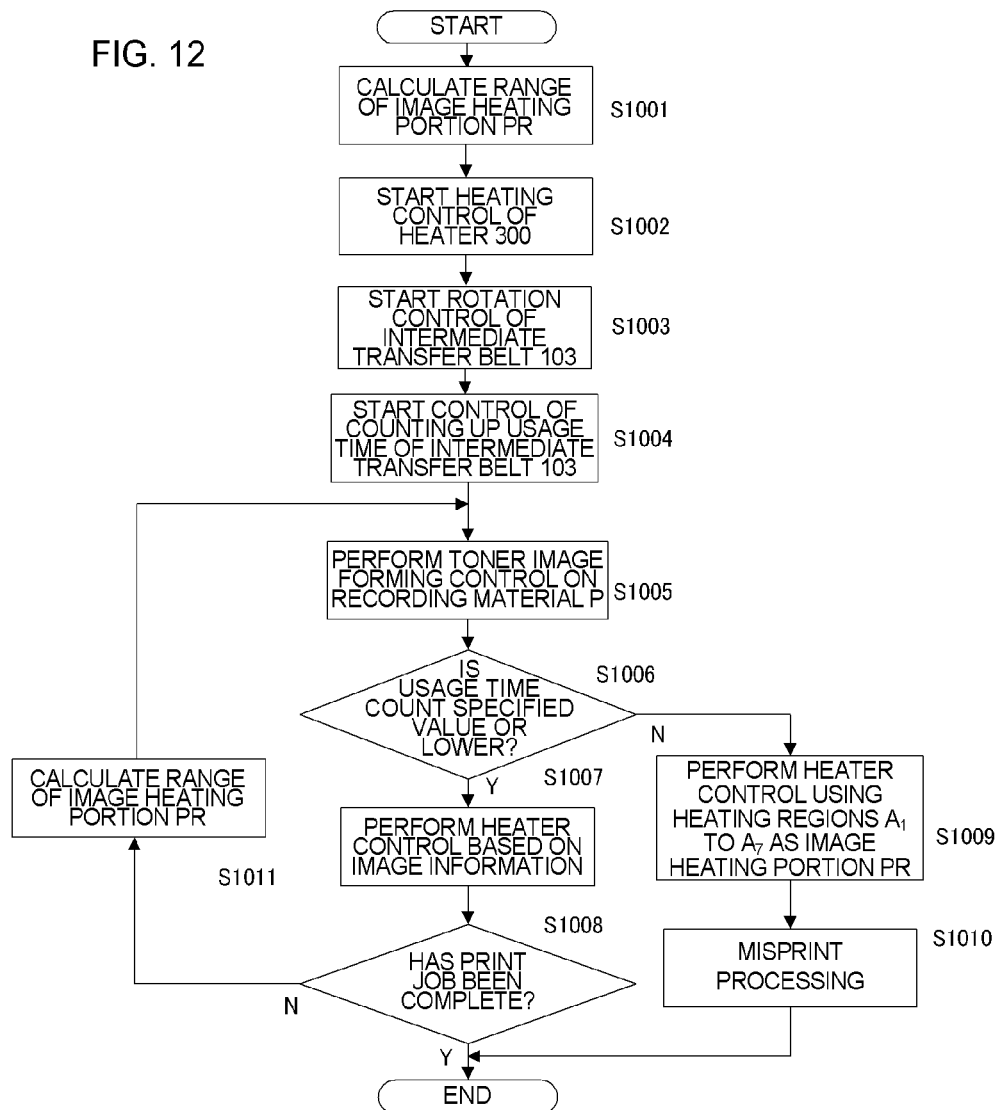 FIG. 12
START
CALCULATE RANGE
OF IMAGE HEATING
PORTION PR
S1001
START HEATING
CONTROL OF
HEATER 300
S1002
START ROTATION
CONTROL OF
INTERMEDIATE
TRANSFER BELT 103
S1003
START CONTROL OF
COUNTING UP USAGE
TIME OF INTERMEDIATE
TRANSFER BELT 103
S1004
PERFORM TONER IMAGE
FORMING CONTROL ON
RECORDING MATERIAL P
S1005
IS
USAGE TIME
COUNT SPECIFIED
VALUE OR
LOWER?
S1006
N
Y
S1007
PERFORM HEATER
CONTROL BASED ON
IMAGE INFORMATION
PERFORM HEATER
CONTROL USING
HEATING REGIONS A₁
TO A₇ AS IMAGE
HEATING PORTION PR
S1009
CALCULATE RANGE
OF IMAGE HEATING
PORTION PR
S1011
S1008
HAS PRINT
JOB BEEN
COMPLETE?
N
Y
S1010
MISPRINT
PROCESSING
END